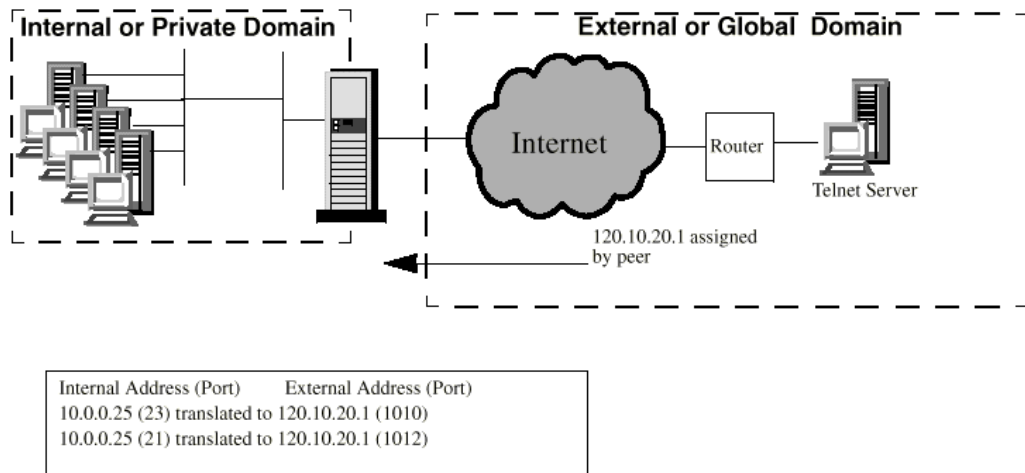 Internal or Private Domain
External or Global Domain
Internet
Router
Telnet Server
120.10.20.1 assigned
by peer
Internal Address (Port) External Address (Port)
10.0.0.25 (23) translated to 120.10.20.1 (1010)
10.0.0.25 (21) translated to 120.10.20.1 (1012)